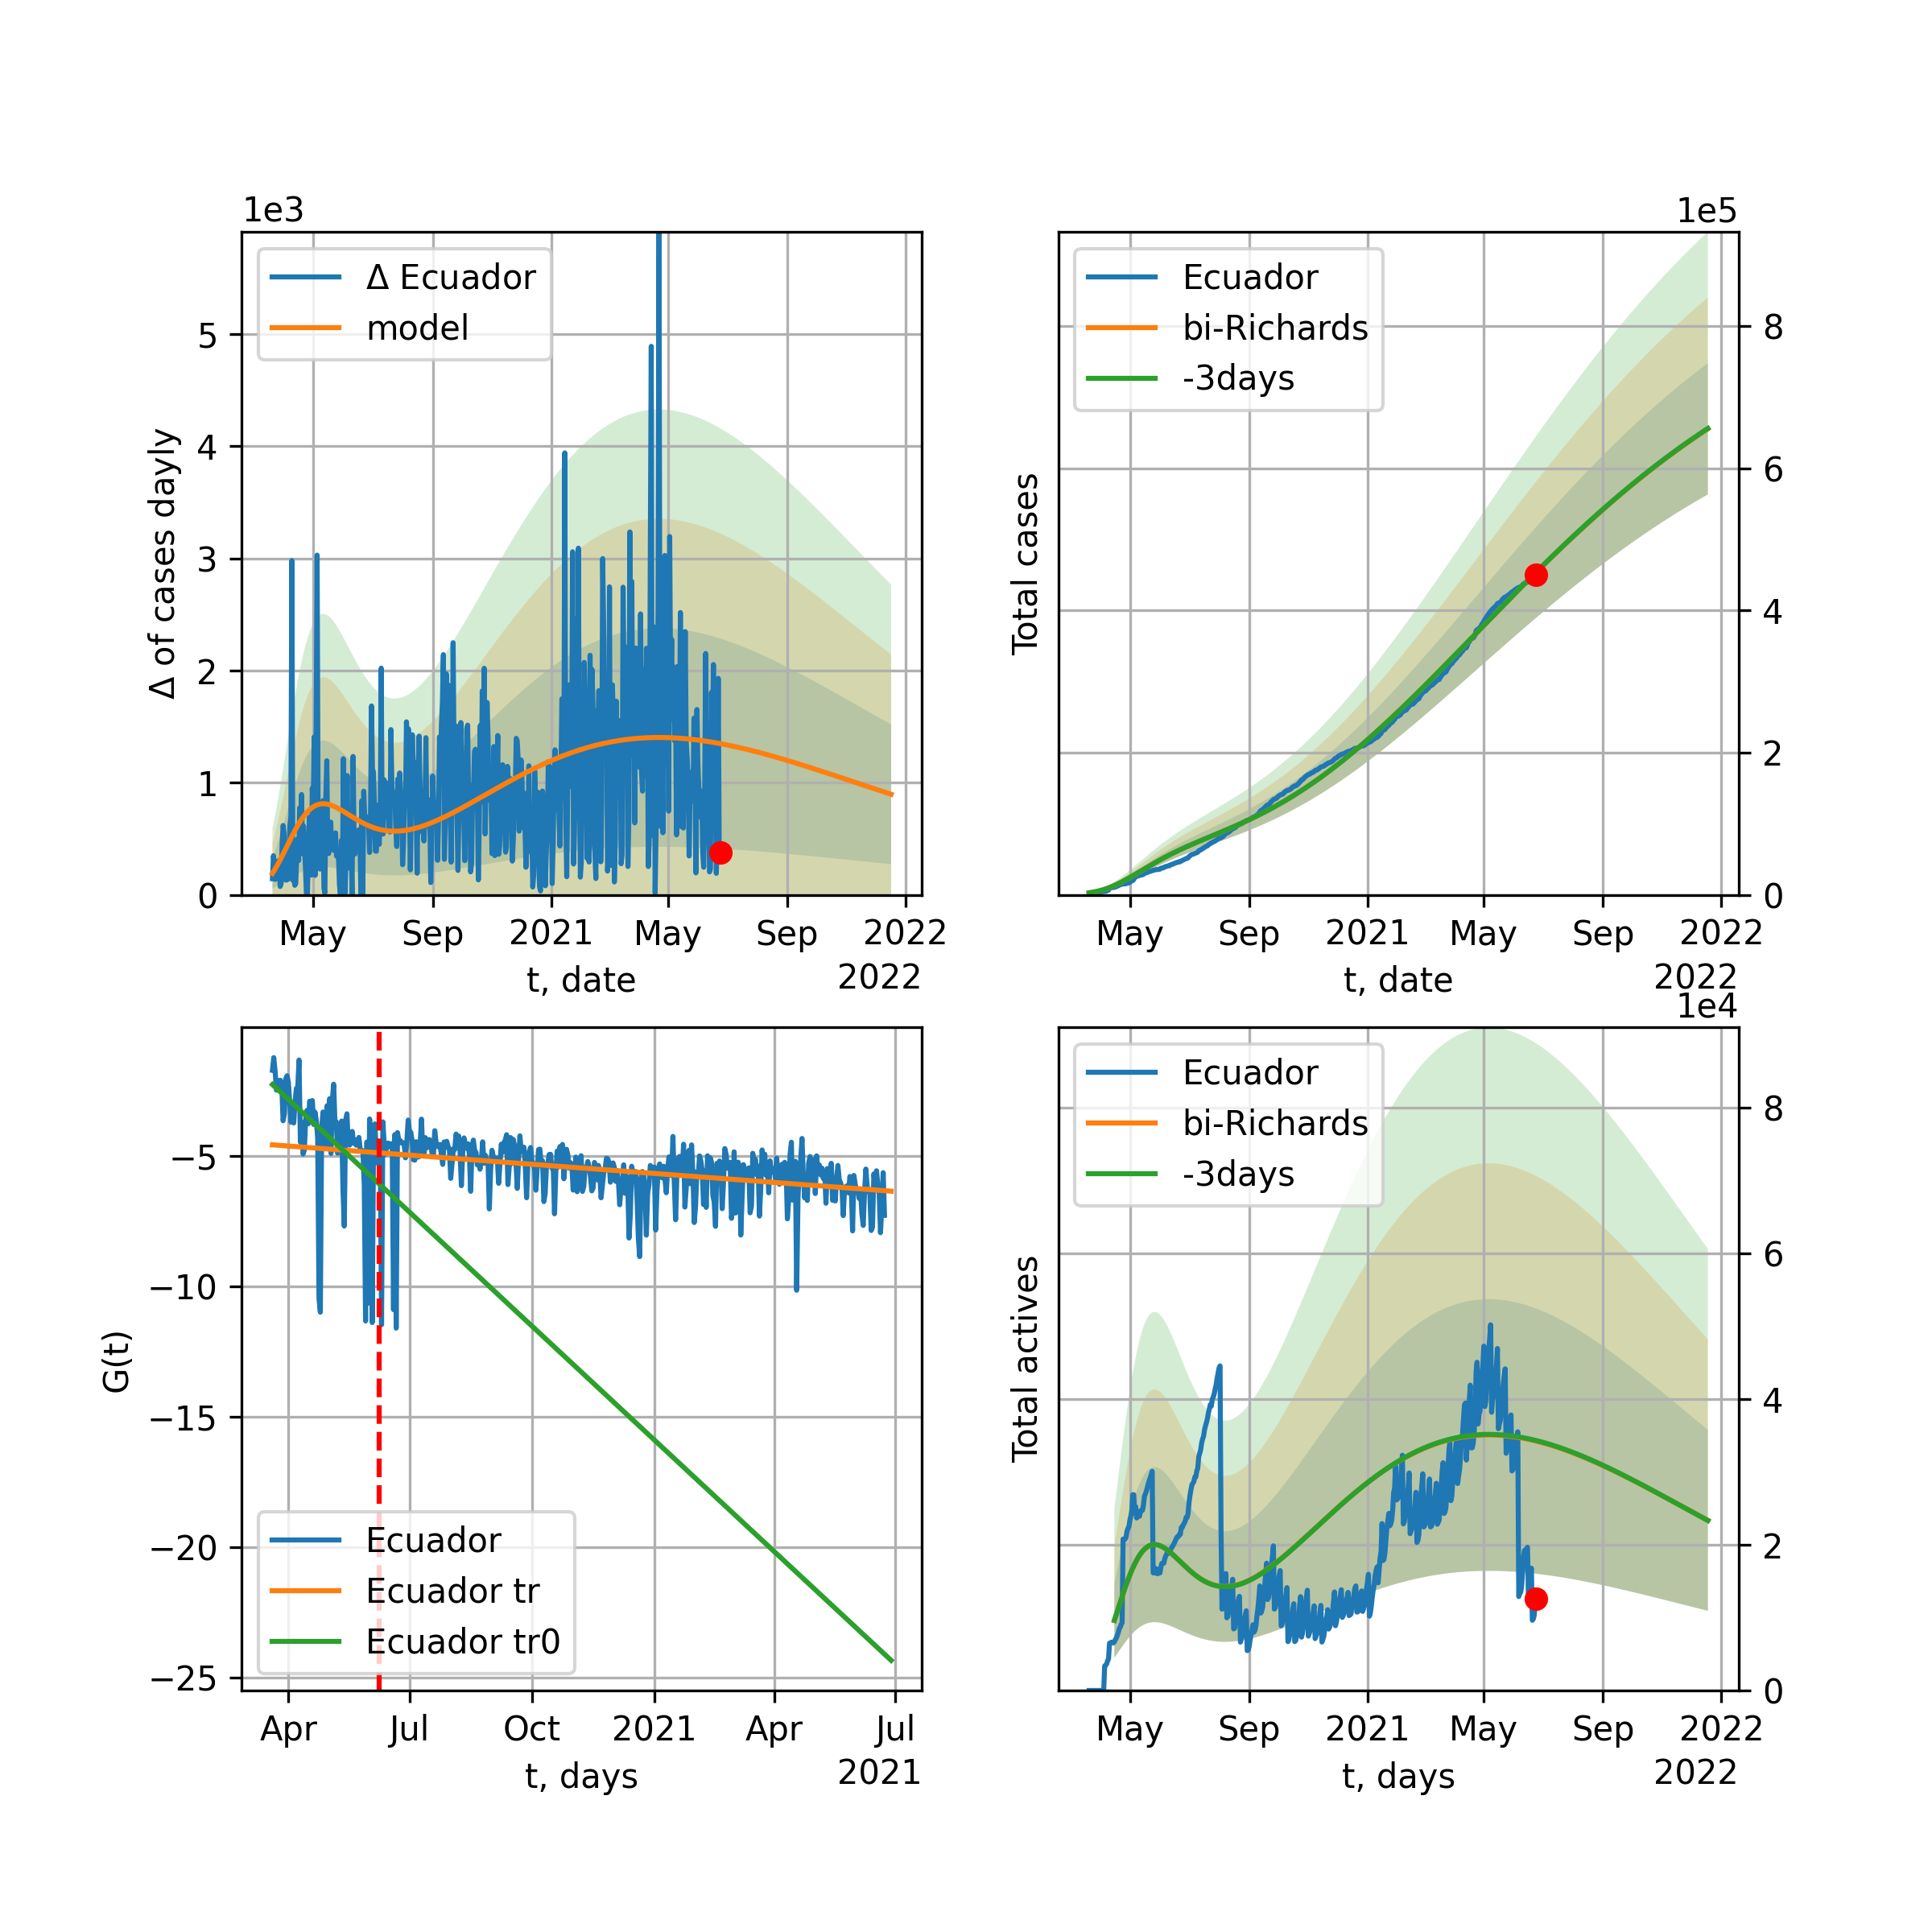 1e3
Δ Ecuador
model
5
4
3
2
1
0
Δ of cases dayly
May Sep 2021 May Sep 2022
t, date
2022
1e5
Ecuador
bi-Richards
-3days
8
6
4
2
0
Total cases
May Sep 2021 May Sep 2022
t, date
2022
−5
−10
−15
−20
−25
G(t)
Ecuador
Ecuador tr
Ecuador tr0
Apr Jul Oct 2021 Apr Jul
t, days
2021
1e4
Ecuador
bi-Richards
-3days
8
6
4
2
0
Total actives
May Sep 2021 May Sep 2022
t, days
2022